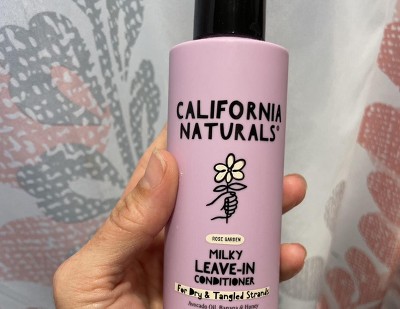 CALIFORNIA
NATURALS®
ROSE GARDEN
MILKY
LEAVE-IN
CONDITIONER
For Dry & Tangled Strands
Avocado Oil, Banana & Honey